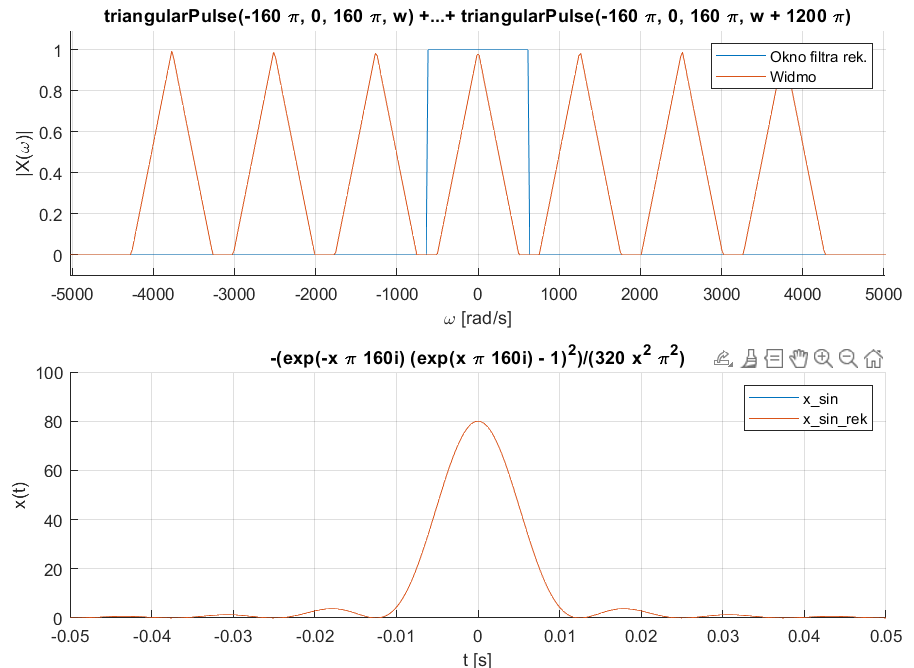 triangularPulse(-160 π, 0, 160 π, w) +...+ triangularPulse(-160 π, 0, 160 π, w + 1200 π)
1
0.8
0.6
0.4
0.2
0
|X(ω)|
Okno filtra rek.
Widmo
-5000 -4000 -3000 -2000 -1000 0 1000 2000 3000 4000 5000
ω [rad/s]
-(exp(-x π 160i) (exp(x π 160i) - 1)²)/(320 x² π²)
100
80
60
40
20
0
x(t)
x_sin
x_sin_rek
-0.05 -0.04 -0.03 -0.02 -0.01 0 0.01 0.02 0.03 0.04 0.05
t [s]